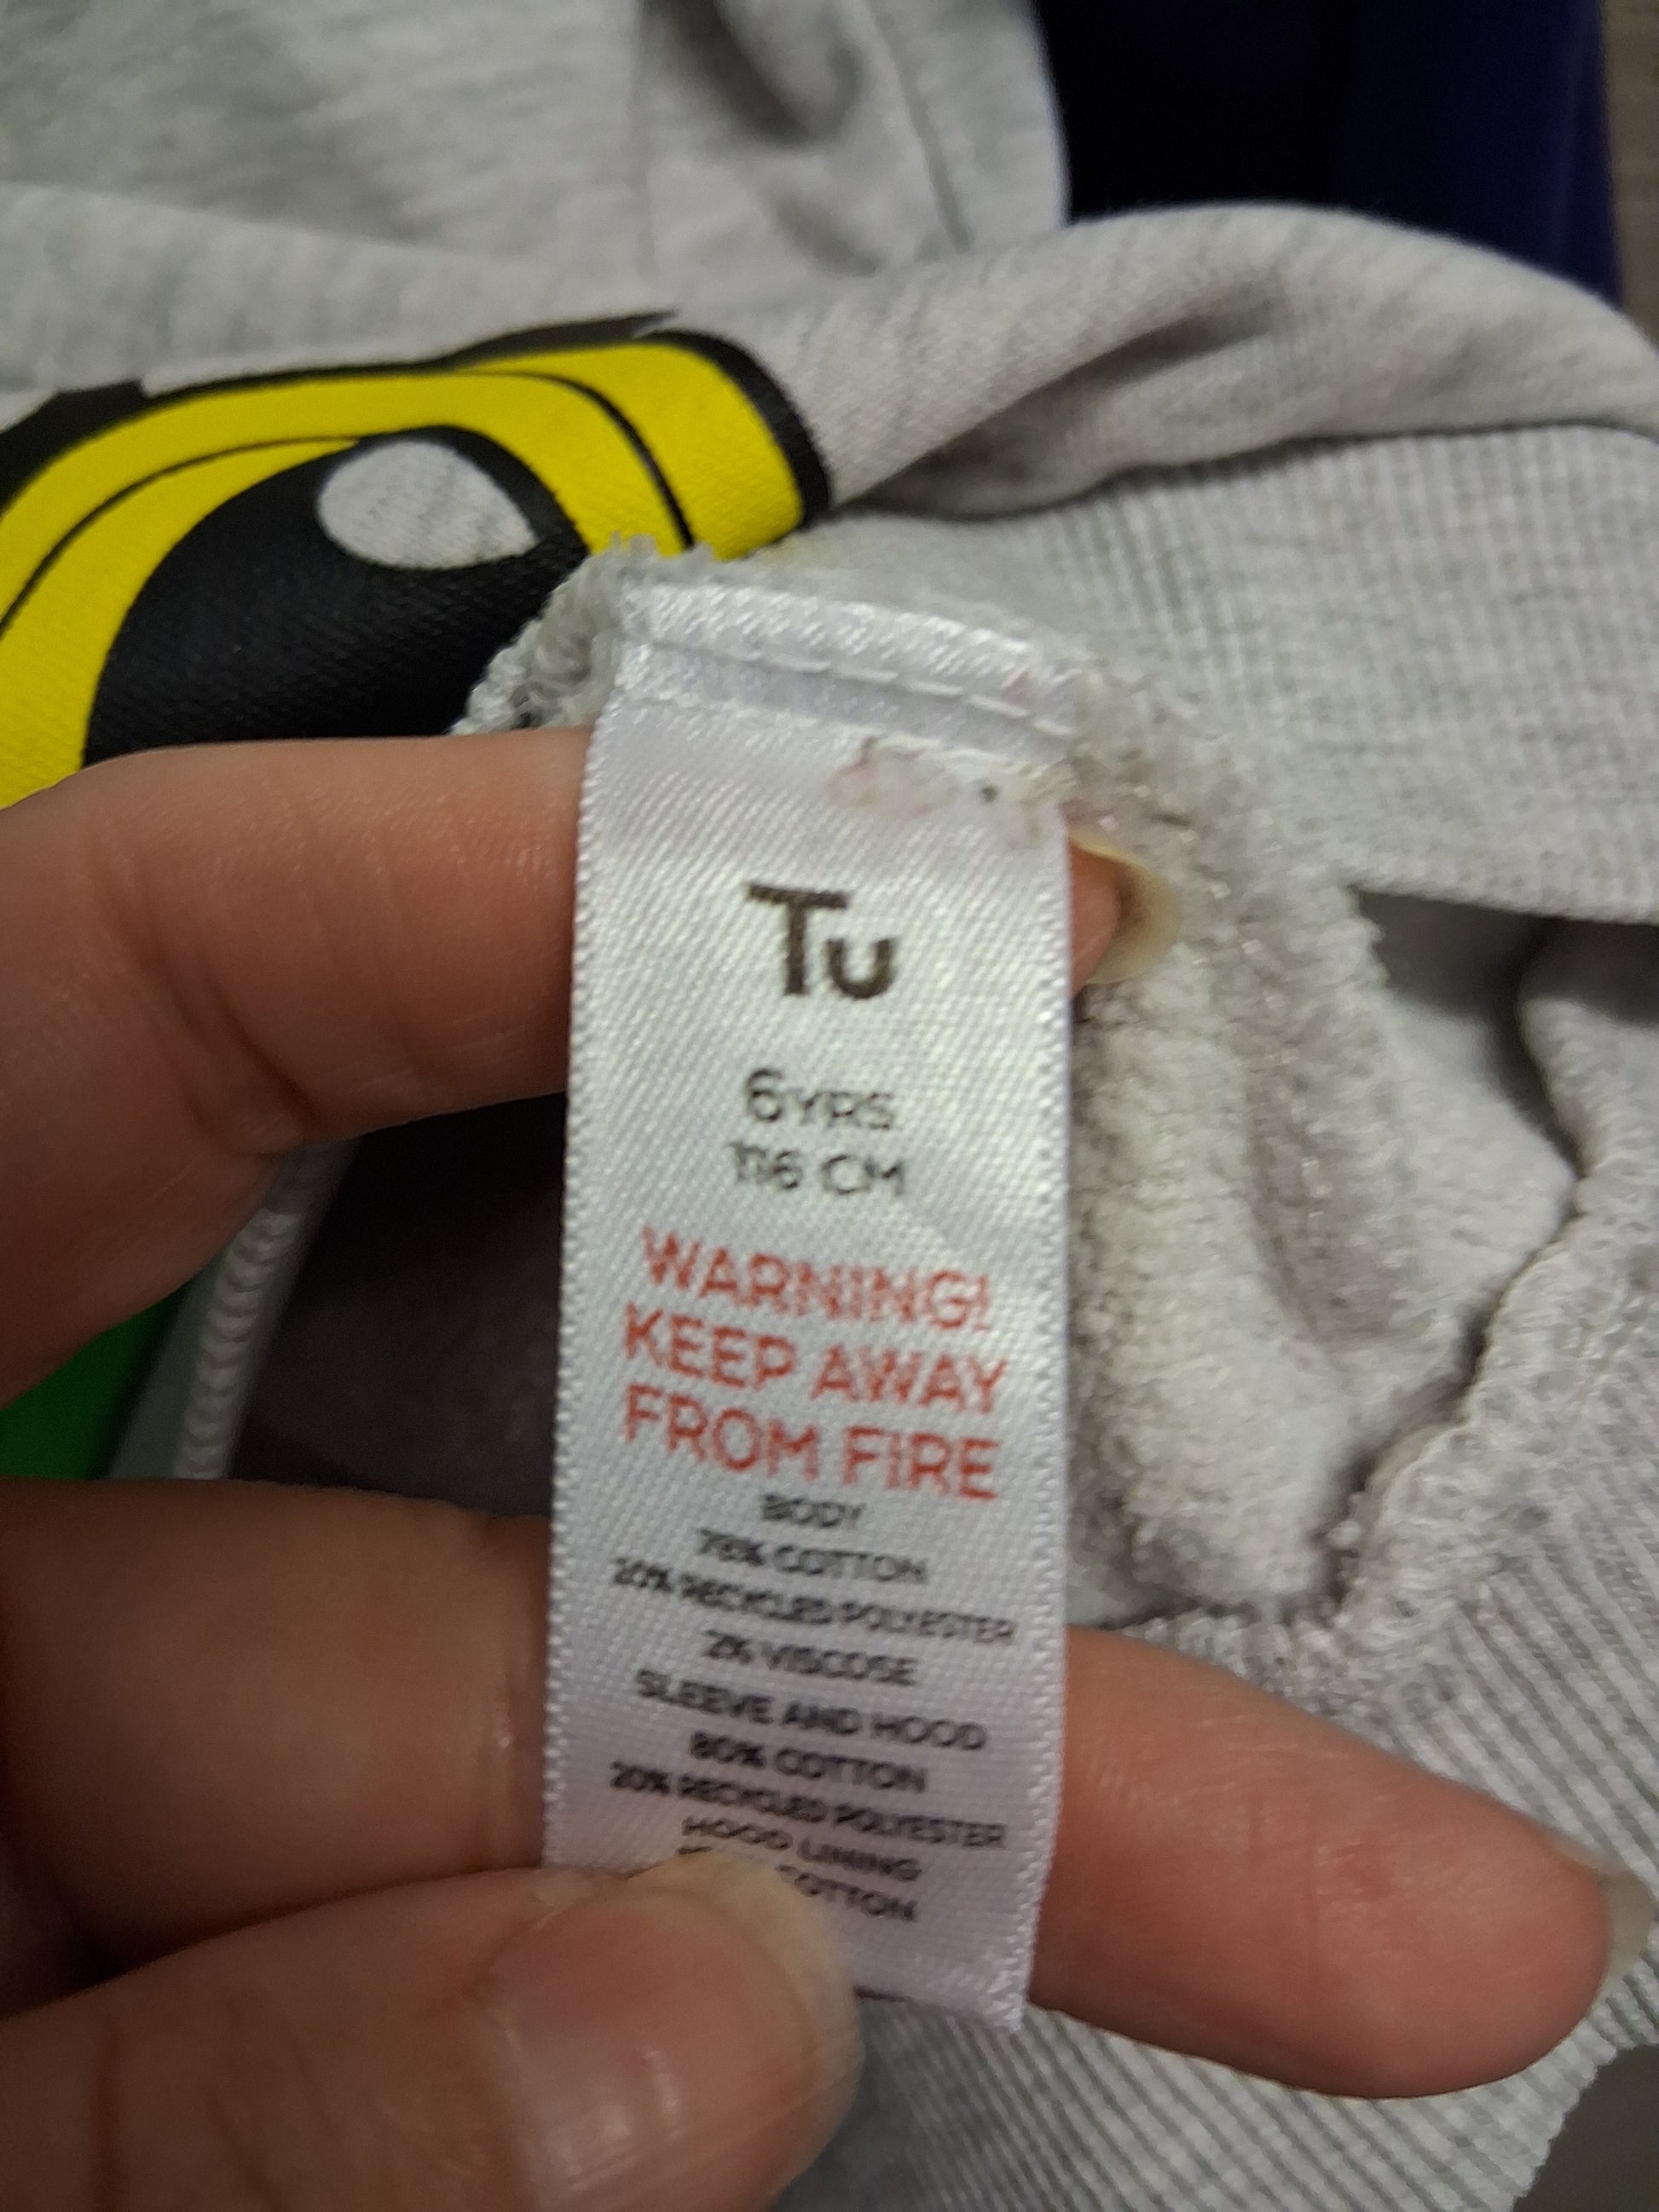 Tu
6YRS
116 CM
WARNING!
KEEP AWAY
FROM FIRE
BODY
78% COTTON
20% RECYCLED POLYESTER
2% VISCOSE
SLEEVE AND HOOD
80% COTTON
20% RECYCLED POLYESTER
HOOD LINING
COTTON